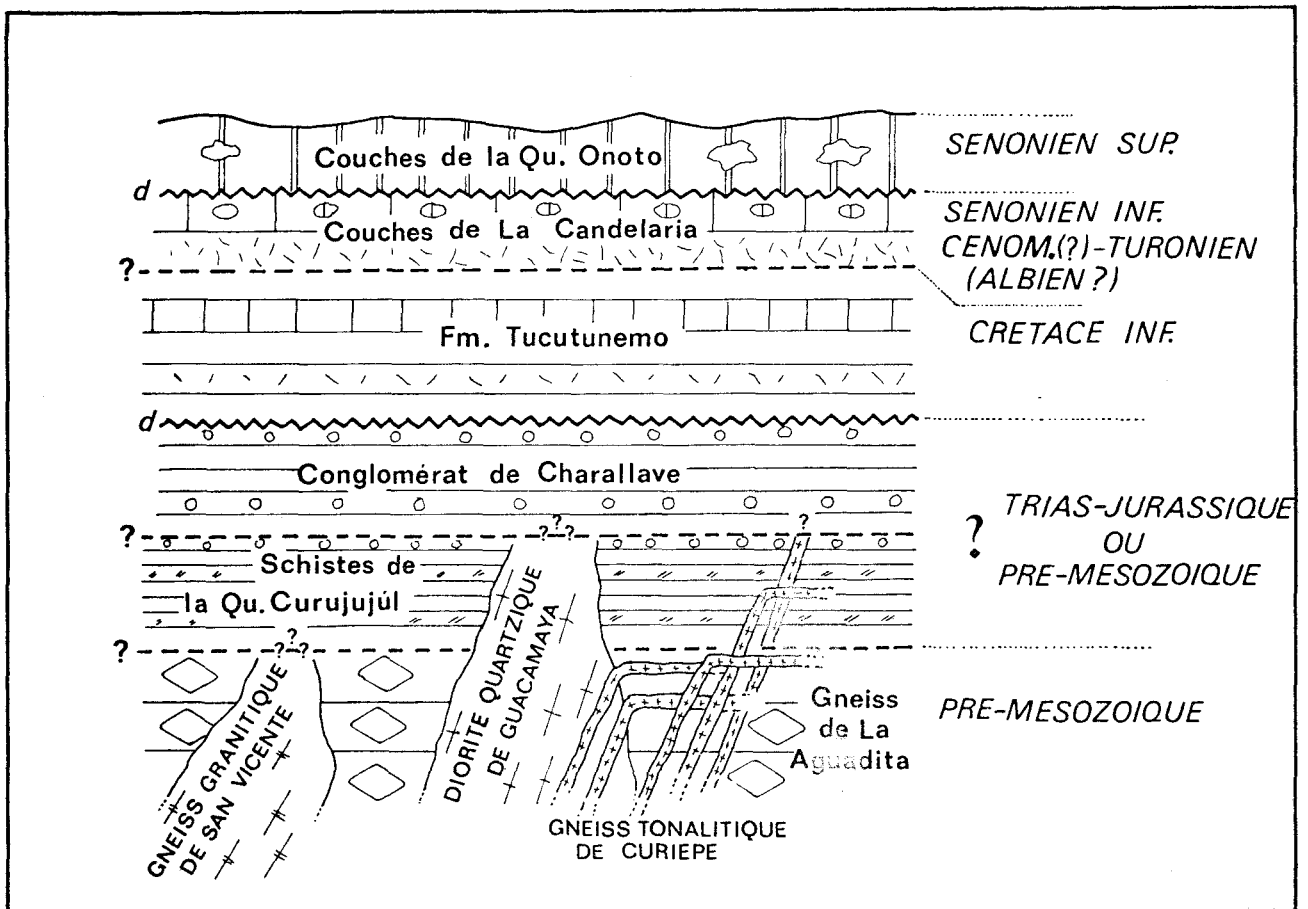 Couches de la Qu. Onoto
SENONIEN SUP.
d
SENONIEN INF.
Couches de La Candelaria
CENOM.(?)-TURONIEN
(ALBIEN ?)
?
Fm. Tucutunemo
CRETACE INF.
d
Conglomérat de Charallave
? TRIAS-JURASSIQUE
OU
PRE-MESOZOIQUE
?
? ? ?
?
Schistes de
la Qu. Curujujúl
?
? ? ?
GNEISS GRANITIQUE
DE SAN VICENTE
DIORITE QUARTZIQUE
DE GUACAMAYA
Gneiss
de La
Aguadita
PRE-MESOZOIQUE
GNEISS TONALITIQUE
DE CURIEPE